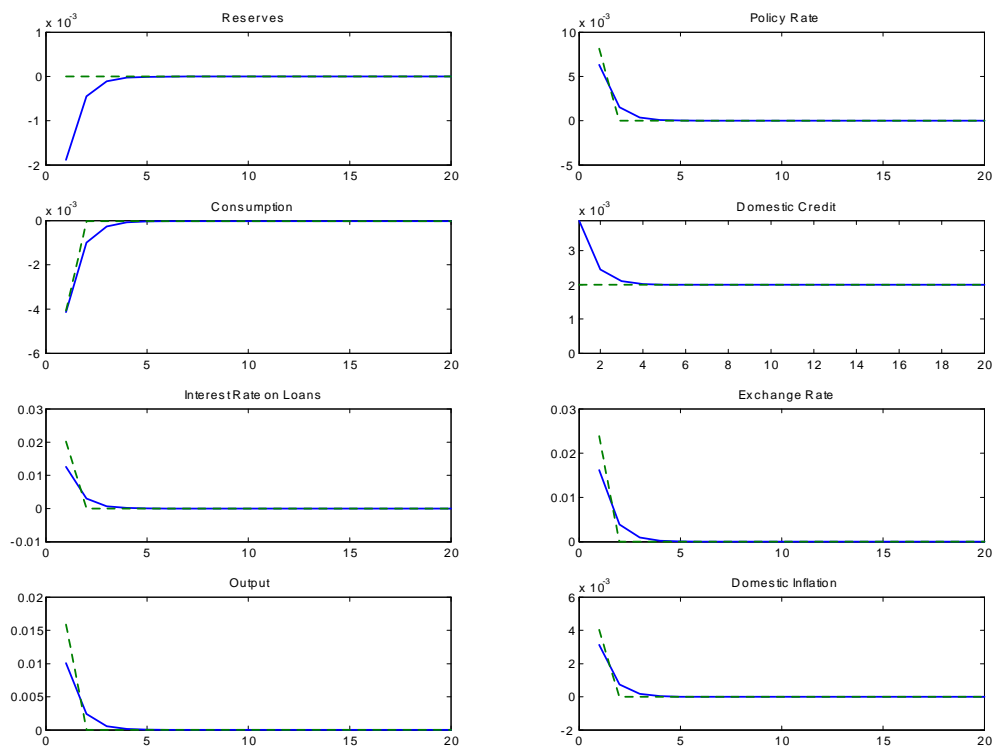 Reserves
x 10-3
1
0
-1
-2
0 5 10 15 20
Policy Rate
x 10-3
10
5
0
-5
0 5 10 15 20
Consumption
x 10-3
0
-2
-4
-6
0 5 10 15 20
Domestic Credit
x 10-3
3
2
1
0
2 4 6 8 10 12 14 16 18 20
Interest Rate on Loans
0.03
0.02
0.01
0
-0.01
0 5 10 15 20
Exchange Rate
0.03
0.02
0.01
0
0 5 10 15 20
Output
0.02
0.015
0.01
0.005
0
0 5 10 15 20
Domestic Inflation
x 10-3
6
4
2
0
-2
0 5 10 15 20